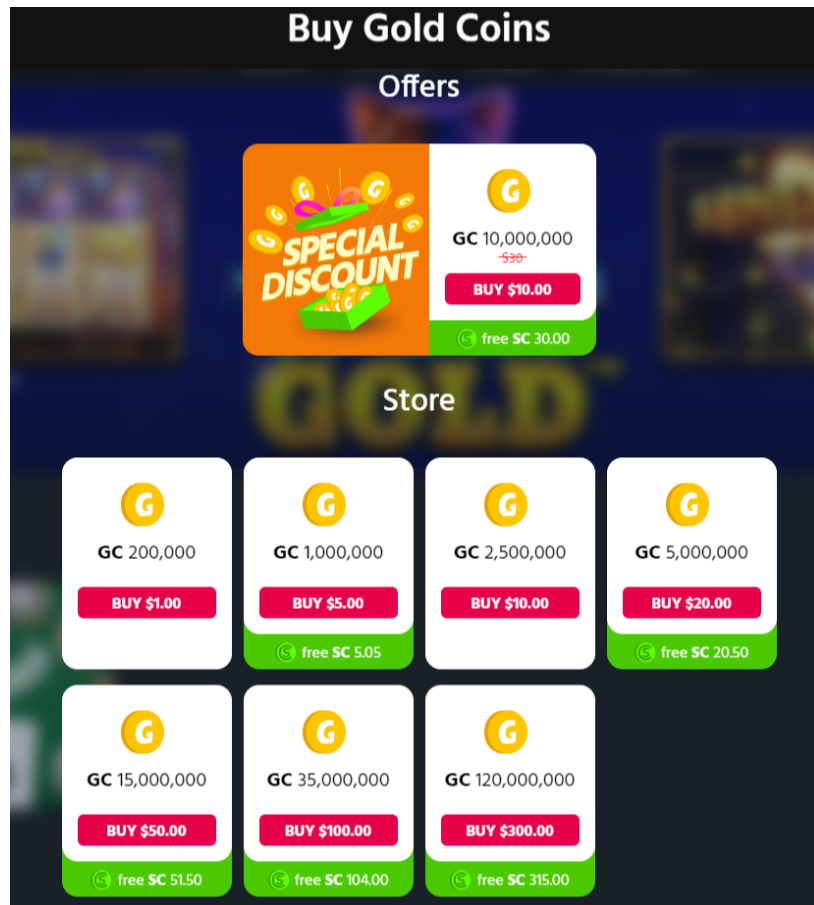 Buy Gold Coins
Offers
SPECIAL
DISCOUNT
G
GC 10,000,000
$30
BUY $10.00
free SC 30.00
GOLD™
Store
G
GC 200,000
BUY $1.00
G
GC 1,000,000
BUY $5.00
free SC 5.05
G
GC 2,500,000
BUY $10.00
G
GC 5,000,000
BUY $20.00
free SC 20.50
G
GC 15,000,000
BUY $50.00
free SC 51.50
G
GC 35,000,000
BUY $100.00
free SC 104.00
G
GC 120,000,000
BUY $300.00
free SC 315.00